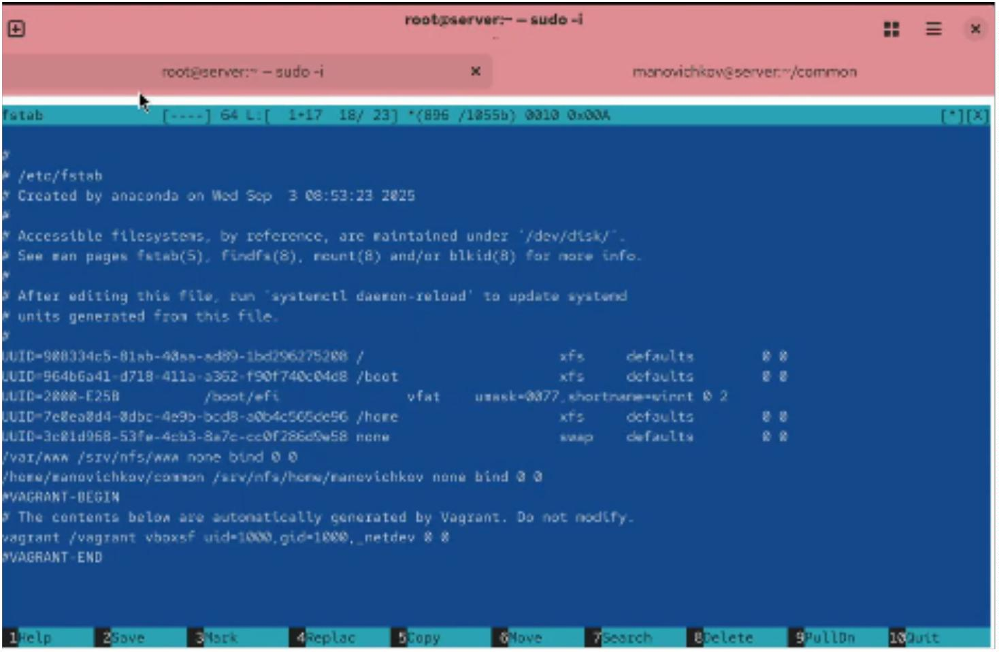 root@server:~ — sudo -i
root@server:~ — sudo -i
manovichkov@server:~/common
fstab [----] 64 L:[ 1+17 18/ 23] *(896 /1055b) 0010 0x00A [*][X]
#
# /etc/fstab
# Created by anaconda on Wed Sep 3 08:53:23 2025
#
# Accessible filesystems, by reference, are maintained under '/dev/disk/'.
# See man pages fstab(5), findfs(8), mount(8) and/or blkid(8) for more info.
#
# After editing this file, run 'systemctl daemon-reload' to update systemd
# units generated from this file.
#
UUID=908334c5-81ab-40aa-ad89-1bd296275208 / xfs defaults 0 0
UUID=964b6a41-d718-411a-a362-f90f740c04d8 /boot xfs defaults 0 0
UUID=2000-E25B /boot/efi vfat umask=0077,shortname=winnt 0 2
UUID=7e0ea0d4-0dbc-4e9b-bcd8-a0b4c565de96 /home xfs defaults 0 0
UUID=3c01d968-53fe-4cb3-8a7c-cc0f286d9e58 none swap defaults 0 0
/var/www /srv/nfs/www none bind 0 0
/home/manovichkov/common /srv/nfs/home/manovichkov none bind 0 0
#VAGRANT-BEGIN
# The contents below are automatically generated by Vagrant. Do not modify.
vagrant /vagrant vboxsf uid=1000,gid=1000,_netdev 0 0
#VAGRANT-END
1Help 2Save 3Mark 4Replac 5Copy 6Move 7Search 8Delete 9PullDn 10Quit